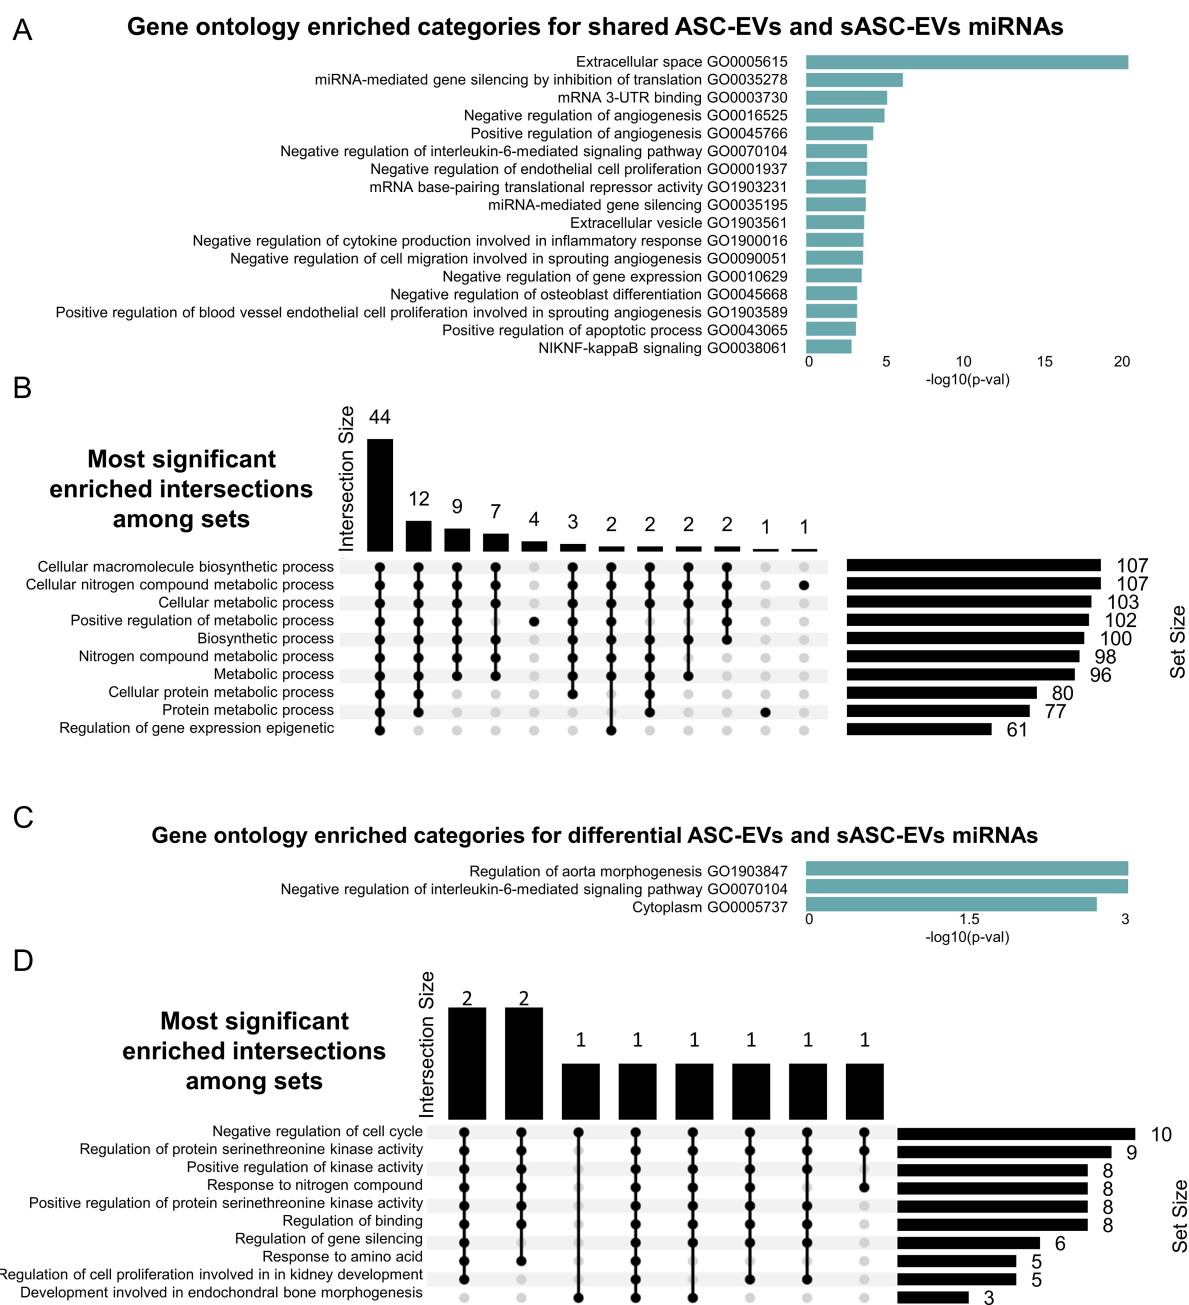 A
Gene ontology enriched categories for shared ASC-EVs and sASC-EVs miRNAs
Extracellular space GO0005615
miRNA-mediated gene silencing by inhibition of translation GO0035278
mRNA 3-UTR binding GO0003730
Negative regulation of angiogenesis GO0016525
Positive regulation of angiogenesis GO0045766
Negative regulation of interleukin-6-mediated signaling pathway GO0070104
Negative regulation of endothelial cell proliferation GO0001937
mRNA base-pairing translational repressor activity GO1903231
miRNA-mediated gene silencing GO0035195
Extracellular vesicle GO1903561
Negative regulation of cytokine production involved in inflammatory response GO1900016
Negative regulation of cell migration involved in sprouting angiogenesis GO0090051
Negative regulation of gene expression GO0010629
Negative regulation of osteoblast differentiation GO0045668
Positive regulation of blood vessel endothelial cell proliferation involved in sprouting angiogenesis GO1903589
Positive regulation of apoptotic process GO0043065
NIKNF-kappaB signaling GO0038061
0 5 10 15 20
-log10(p-val)
B
Most significant
enriched intersections
among sets
Intersection Size
44 12 9 7 4 3 2 2 2 2 1 1
Cellular macromolecule biosynthetic process 107
Cellular nitrogen compound metabolic process 107
Cellular metabolic process 103
Positive regulation of metabolic process 102
Biosynthetic process 100
Nitrogen compound metabolic process 98
Metabolic process 96
Cellular protein metabolic process 80
Protein metabolic process 77
Regulation of gene expression epigenetic 61
Set Size
C
Gene ontology enriched categories for differential ASC-EVs and sASC-EVs miRNAs
Regulation of aorta morphogenesis GO1903847
Negative regulation of interleukin-6-mediated signaling pathway GO0070104
Cytoplasm GO0005737
0 1.5 3
-log10(p-val)
D
Most significant
enriched intersections
among sets
Intersection Size
2 2 1 1 1 1 1 1
Negative regulation of cell cycle 10
Regulation of protein serinethreonine kinase activity 9
Positive regulation of kinase activity 8
Response to nitrogen compound 8
Positive regulation of protein serinethreonine kinase activity 8
Regulation of binding 8
Regulation of gene silencing 6
Response to amino acid 5
Regulation of cell proliferation involved in in kidney development 5
Development involved in endochondral bone morphogenesis 3
Set Size